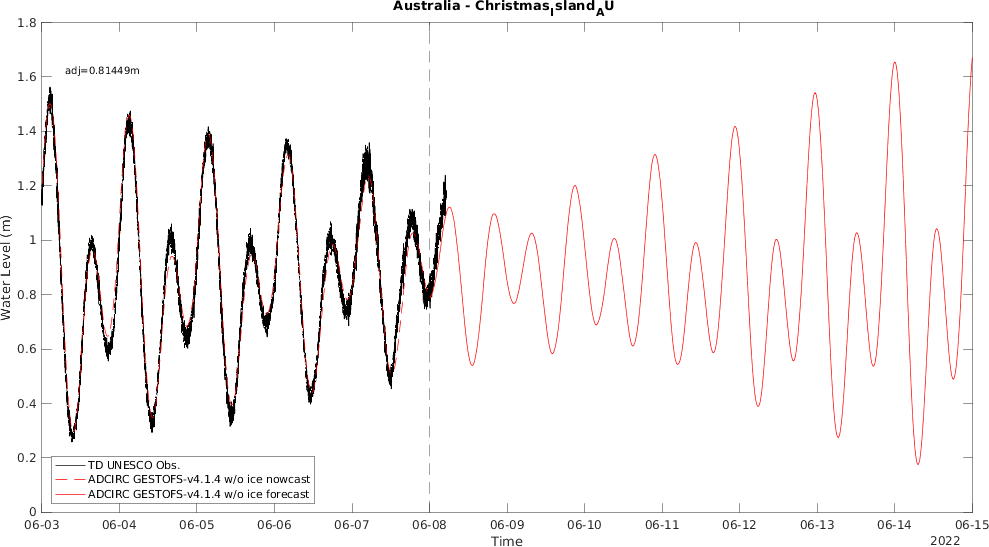 Australia - Christmas_Island_AU
adj=0.81449m
1.8
1.6
1.4
1.2
1
0.8
0.6
0.4
0.2
0
Water Level (m)
TD UNESCO Obs.
ADCIRC GESTOFS-v4.1.4 w/o ice nowcast
ADCIRC GESTOFS-v4.1.4 w/o ice forecast
06-03 06-04 06-05 06-06 06-07 06-08 06-09 06-10 06-11 06-12 06-13 06-14 06-15
Time
2022